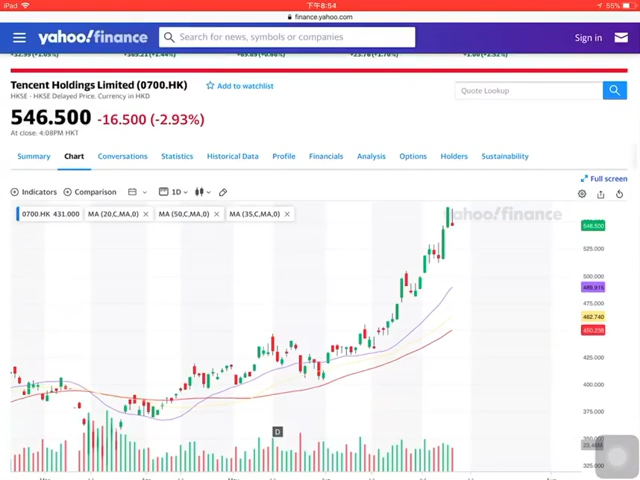 iPad 下午8:54 55%
finance.yahoo.com
yahoo!finance Search for news, symbols or companies Sign in
Tencent Holdings Limited (0700.HK) Add to watchlist
HKSE - HKSE Delayed Price. Currency in HKD
Quote Lookup
546.500 -16.500 (-2.93%)
At close: 4:08PM HKT
Summary Chart Conversations Statistics Historical Data Profile Financials Analysis Options Holders Sustainability
Full screen
Indicators Comparison 1D
0700.HK 431.000 MA (20,C,MA,0) MA (50,C,MA,0) MA (35,C,MA,0)
yahoo!finance
546.500
525.000
500.000
475.000
462.740
450.238
425.000
400.000
375.000
D
350.000
325.000